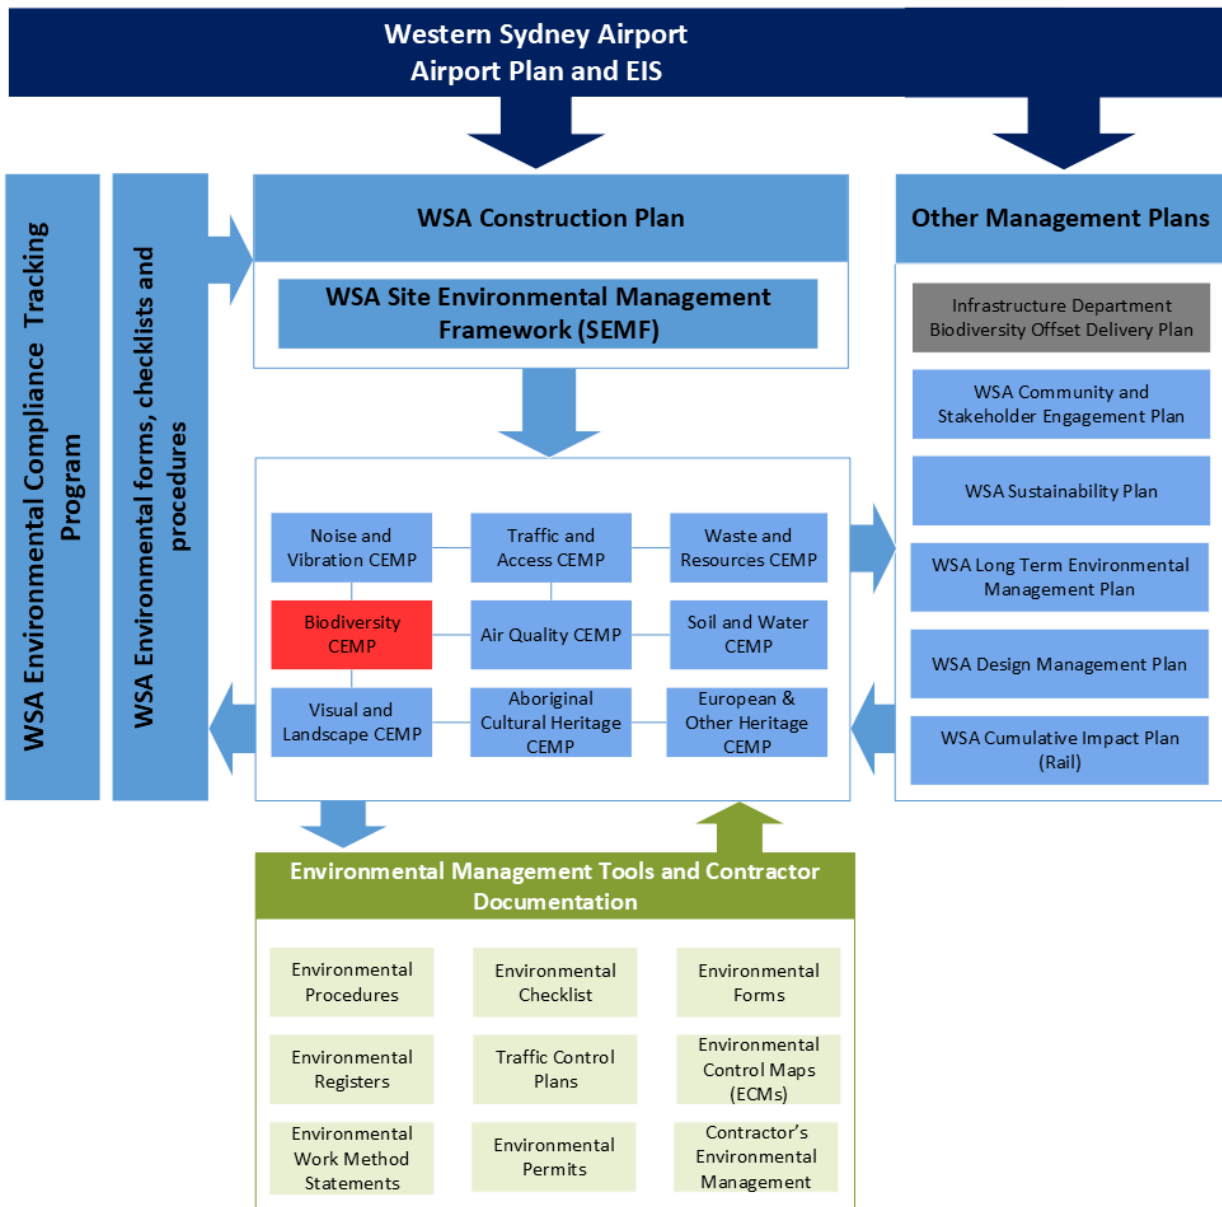 Western Sydney Airport
Airport Plan and EIS
WSA Environmental Compliance Tracking
Program
WSA Environmental forms, checklists and
procedures
WSA Construction Plan
WSA Site Environmental Management
Framework (SEMF)
Noise and
Vibration CEMP
Traffic and
Access CEMP
Waste and
Resources CEMP
Biodiversity
CEMP
Air Quality CEMP
Soil and Water
CEMP
Visual and
Landscape CEMP
Aboriginal
Cultural Heritage
CEMP
European &
Other Heritage
CEMP
Other Management Plans
Infrastructure Department
Biodiversity Offset Delivery Plan
WSA Community and
Stakeholder Engagement Plan
WSA Sustainability Plan
WSA Long Term Environmental
Management Plan
WSA Design Management Plan
WSA Cumulative Impact Plan
(Rail)
Environmental Management Tools and Contractor
Documentation
Environmental
Procedures
Environmental
Checklist
Environmental
Forms
Environmental
Registers
Traffic Control
Plans
Environmental
Control Maps
(ECMs)
Environmental
Work Method
Statements
Environmental
Permits
Contractor’s
Environmental
Management